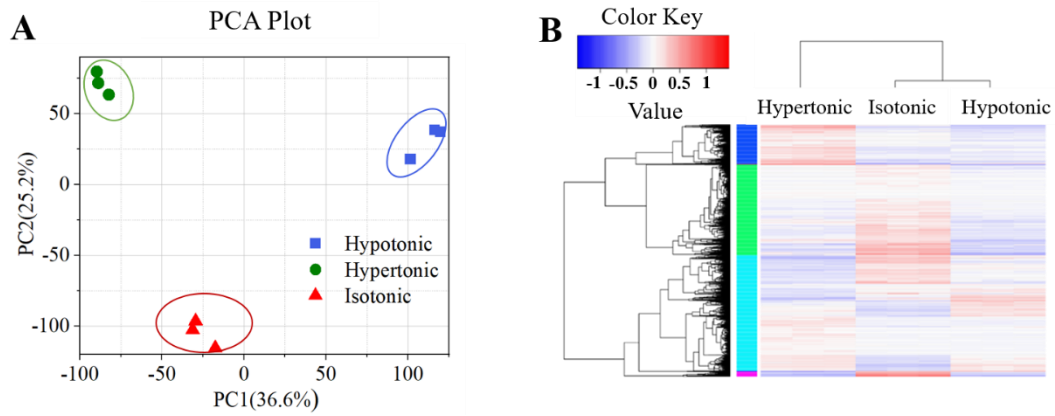 A
PCA Plot
PC2(25.2%)
50
0
-50
-100
Hypotonic
Hypertonic
Isotonic
-100
-50
0
50
100
PC1(36.6%)
B
Color Key
-1 -0.5 0 0.5 1
Value
Hypertonic
Isotonic
Hypotonic